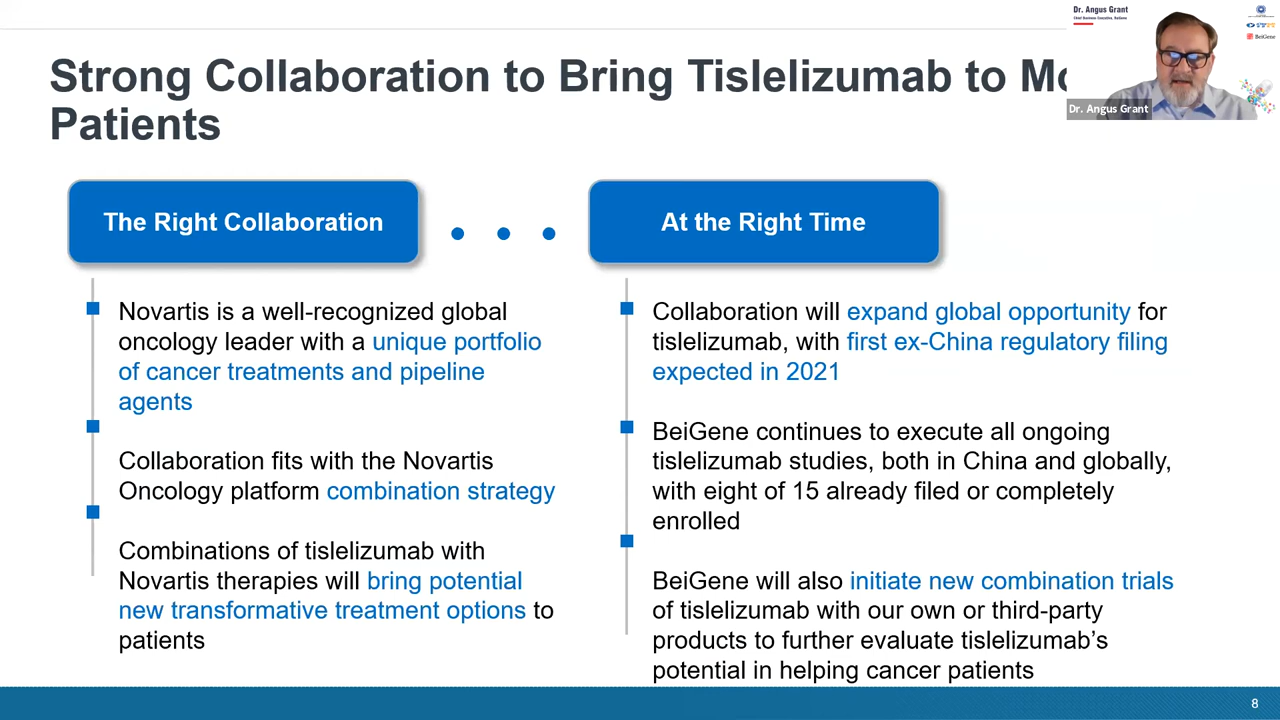 Dr. Angus Grant
Chief Business Executive, BeiGene
BeiGene
Dr. Angus Grant
Strong Collaboration to Bring Tislelizumab to
Patients
The Right Collaboration
At the Right Time
Novartis is a well-recognized global
oncology leader with a unique portfolio
of cancer treatments and pipeline
agents
Collaboration fits with the Novartis
Oncology platform combination strategy
Combinations of tislelizumab with
Novartis therapies will bring potential
new transformative treatment options to
patients
Collaboration will expand global opportunity for
tislelizumab, with first ex-China regulatory filing
expected in 2021
BeiGene continues to execute all ongoing
tislelizumab studies, both in China and globally,
with eight of 15 already filed or completely
enrolled
BeiGene will also initiate new combination trials
of tislelizumab with our own or third-party
products to further evaluate tislelizumab’s
potential in helping cancer patients
8